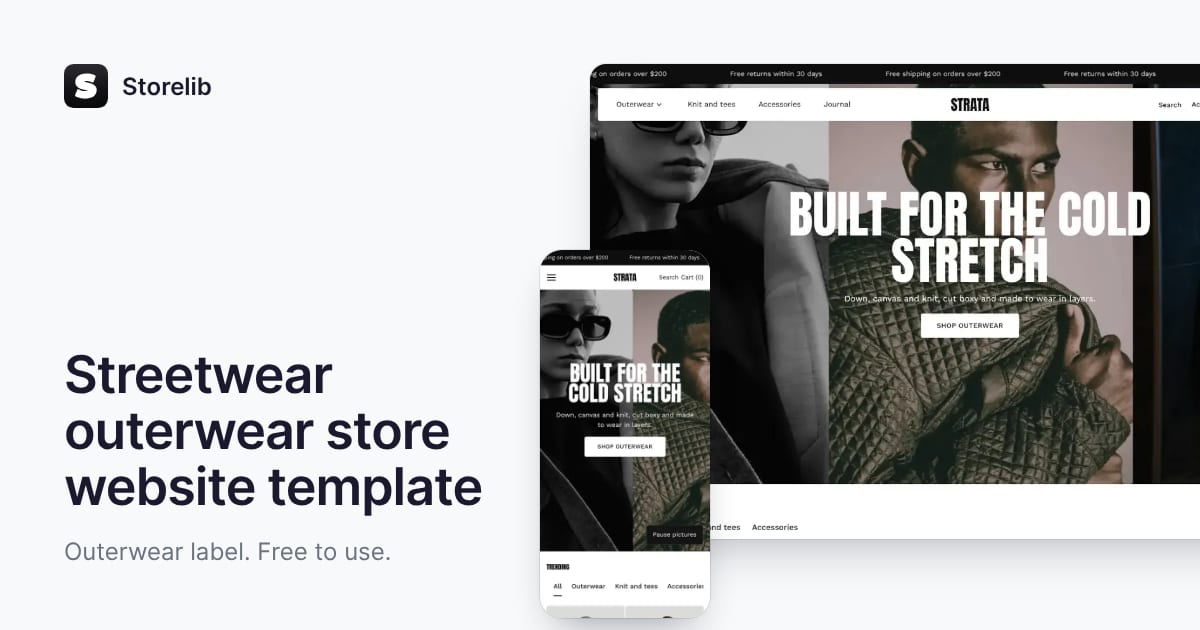 Storelib
Streetwear
outerwear store
website template
Outerwear label. Free to use.
on orders over $200 Free returns within 30 days Free shipping on orders over $200 Free returns within 30 days
Outerwear Knit and tees Accessories Journal STRATA Search
BUILT FOR THE COLD
STRETCH
Down, canvas and knit, cut boxy and made to wear in layers.
SHOP OUTERWEAR
and tees Accessories
on orders over $200 Free returns within 30 days
STRATA Search Cart (0)
BUILT FOR THE
COLD STRETCH
Down, canvas and knit, cut boxy and made
to wear in layers.
SHOP OUTERWEAR
Pause pictures
TRENDING
All Outerwear Knit and tees Accessories